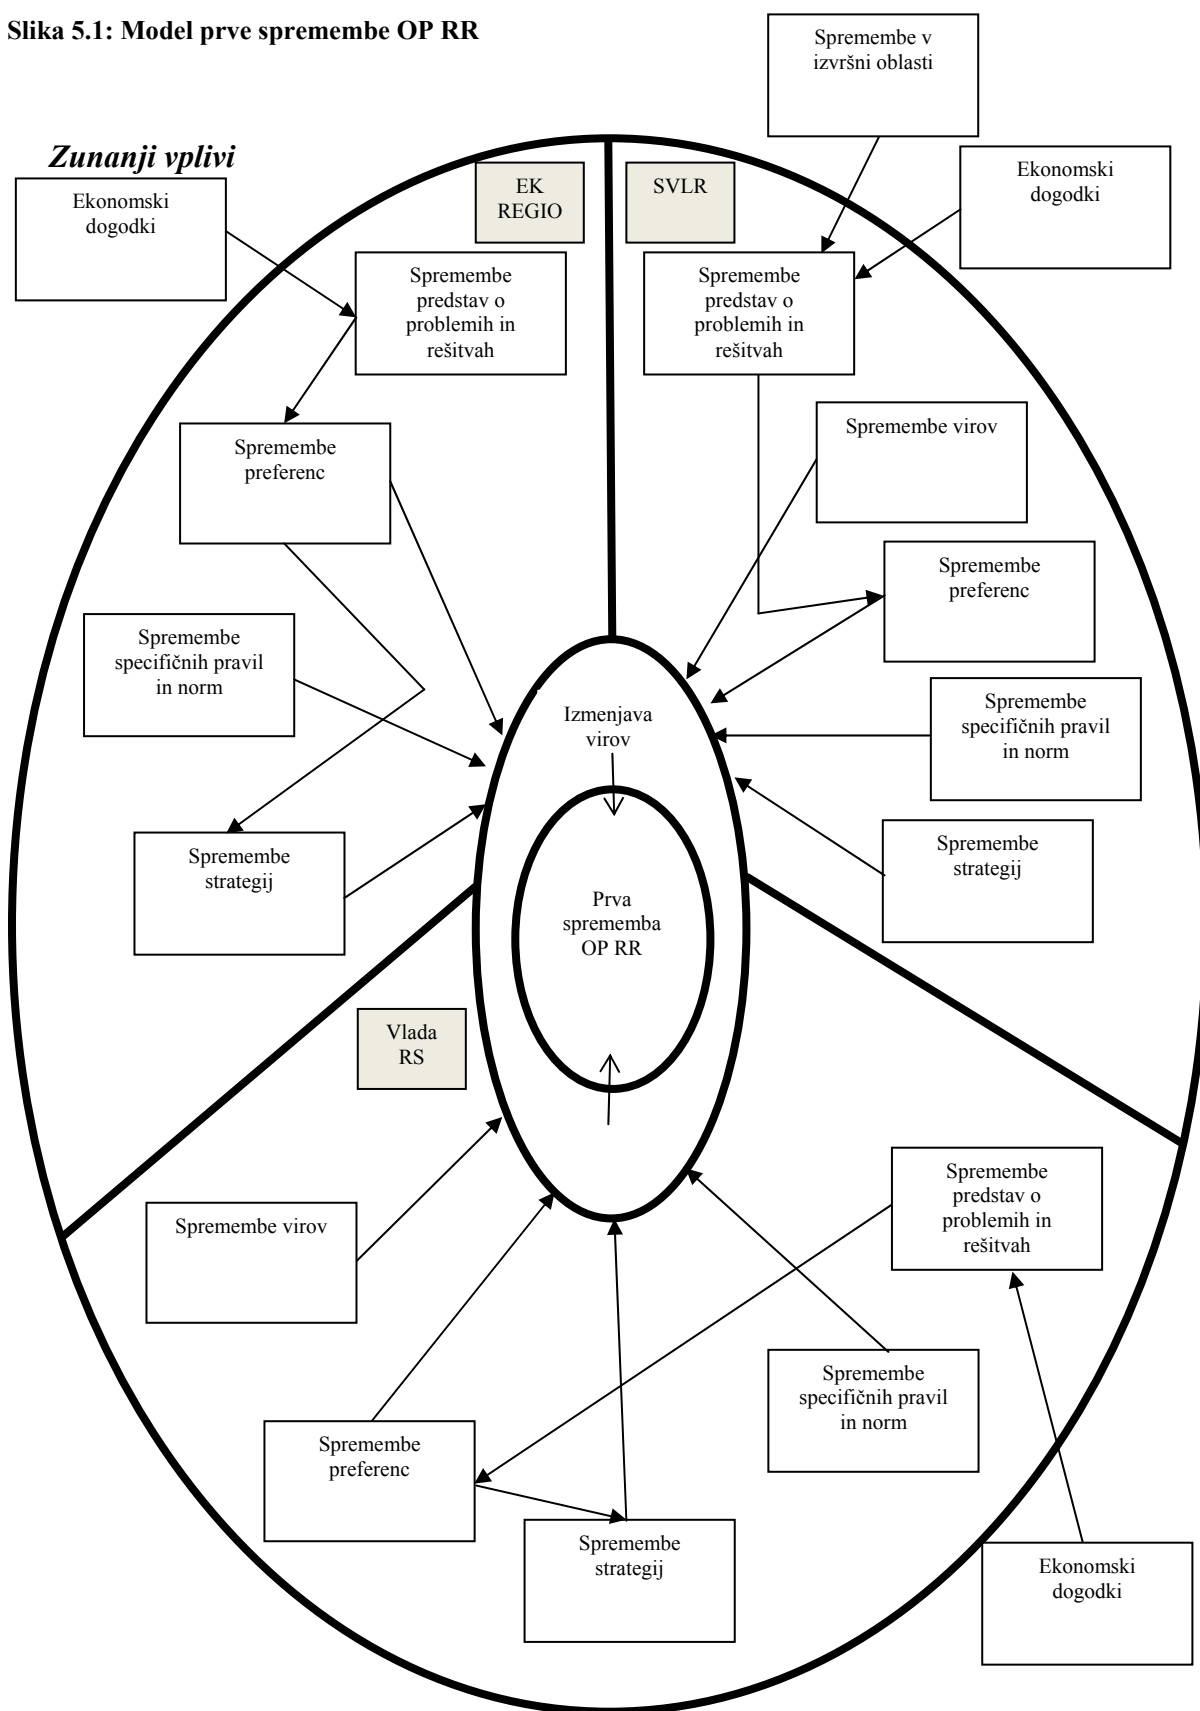 Slika 5.1: Model prve spremembe OP RR
Spremembe v
izvršni oblasti
Zunanji vplivi
Ekonomski
dogodki
EK
REGIO
SVLR
Ekonomski
dogodki
Spremembe
predstav o
problemih in
rešitvah
Spremembe
predstav o
problemih in
rešitvah
Spremembe
preferenc
Spremembe virov
Spremembe
preferenc
Spremembe
specifičnih pravil
in norm
Izmenjava
virov
Spremembe
specifičnih pravil
in norm
Spremembe
strategij
Spremembe
strategij
Prva
sprememba
OP RR
Vlada
RS
Spremembe virov
Spremembe
predstav o
problemih in
rešitvah
Spremembe
specifičnih pravil
in norm
Spremembe
preferenc
Spremembe
strategij
Ekonomski
dogodki